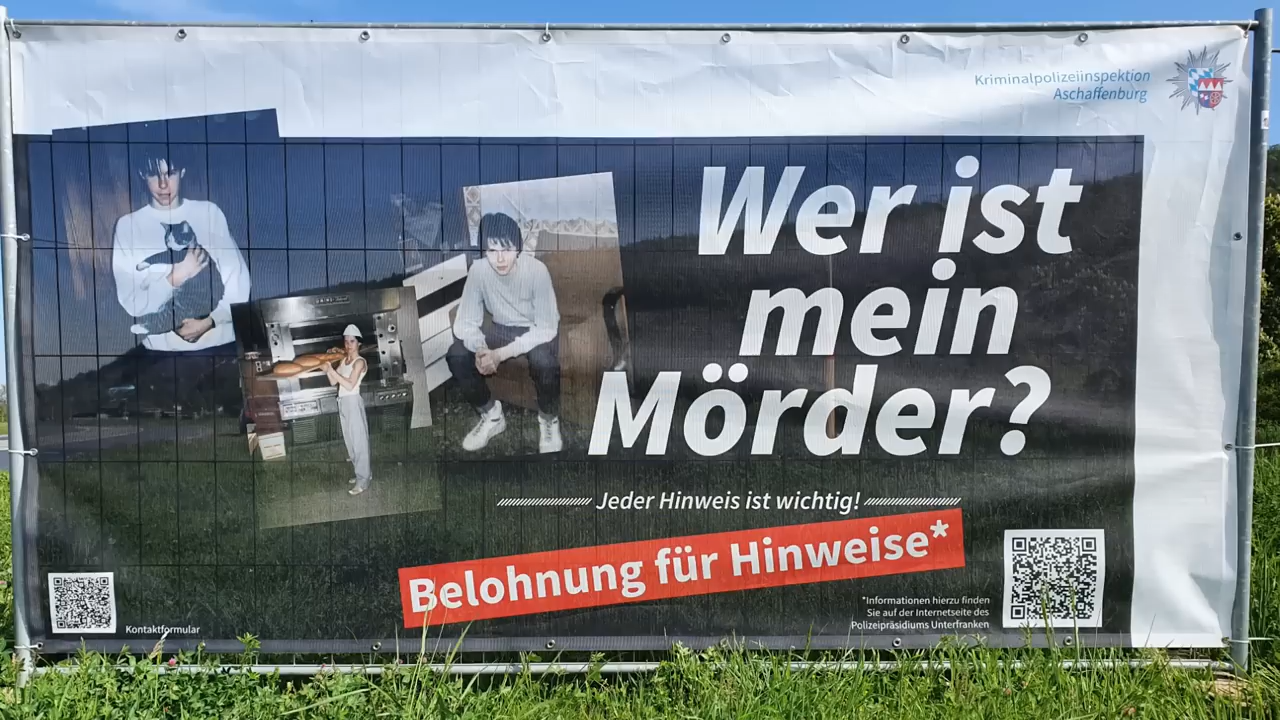 Kriminalpolizeiinspektion
Aschaffenburg
Wer ist
mein
Mörder?
Jeder Hinweis ist wichtig!
Belohnung für Hinweise*
*Informationen hierzu finden
Sie auf der Internetseite des
Polizeipräsidiums Unterfranken
Kontaktformular